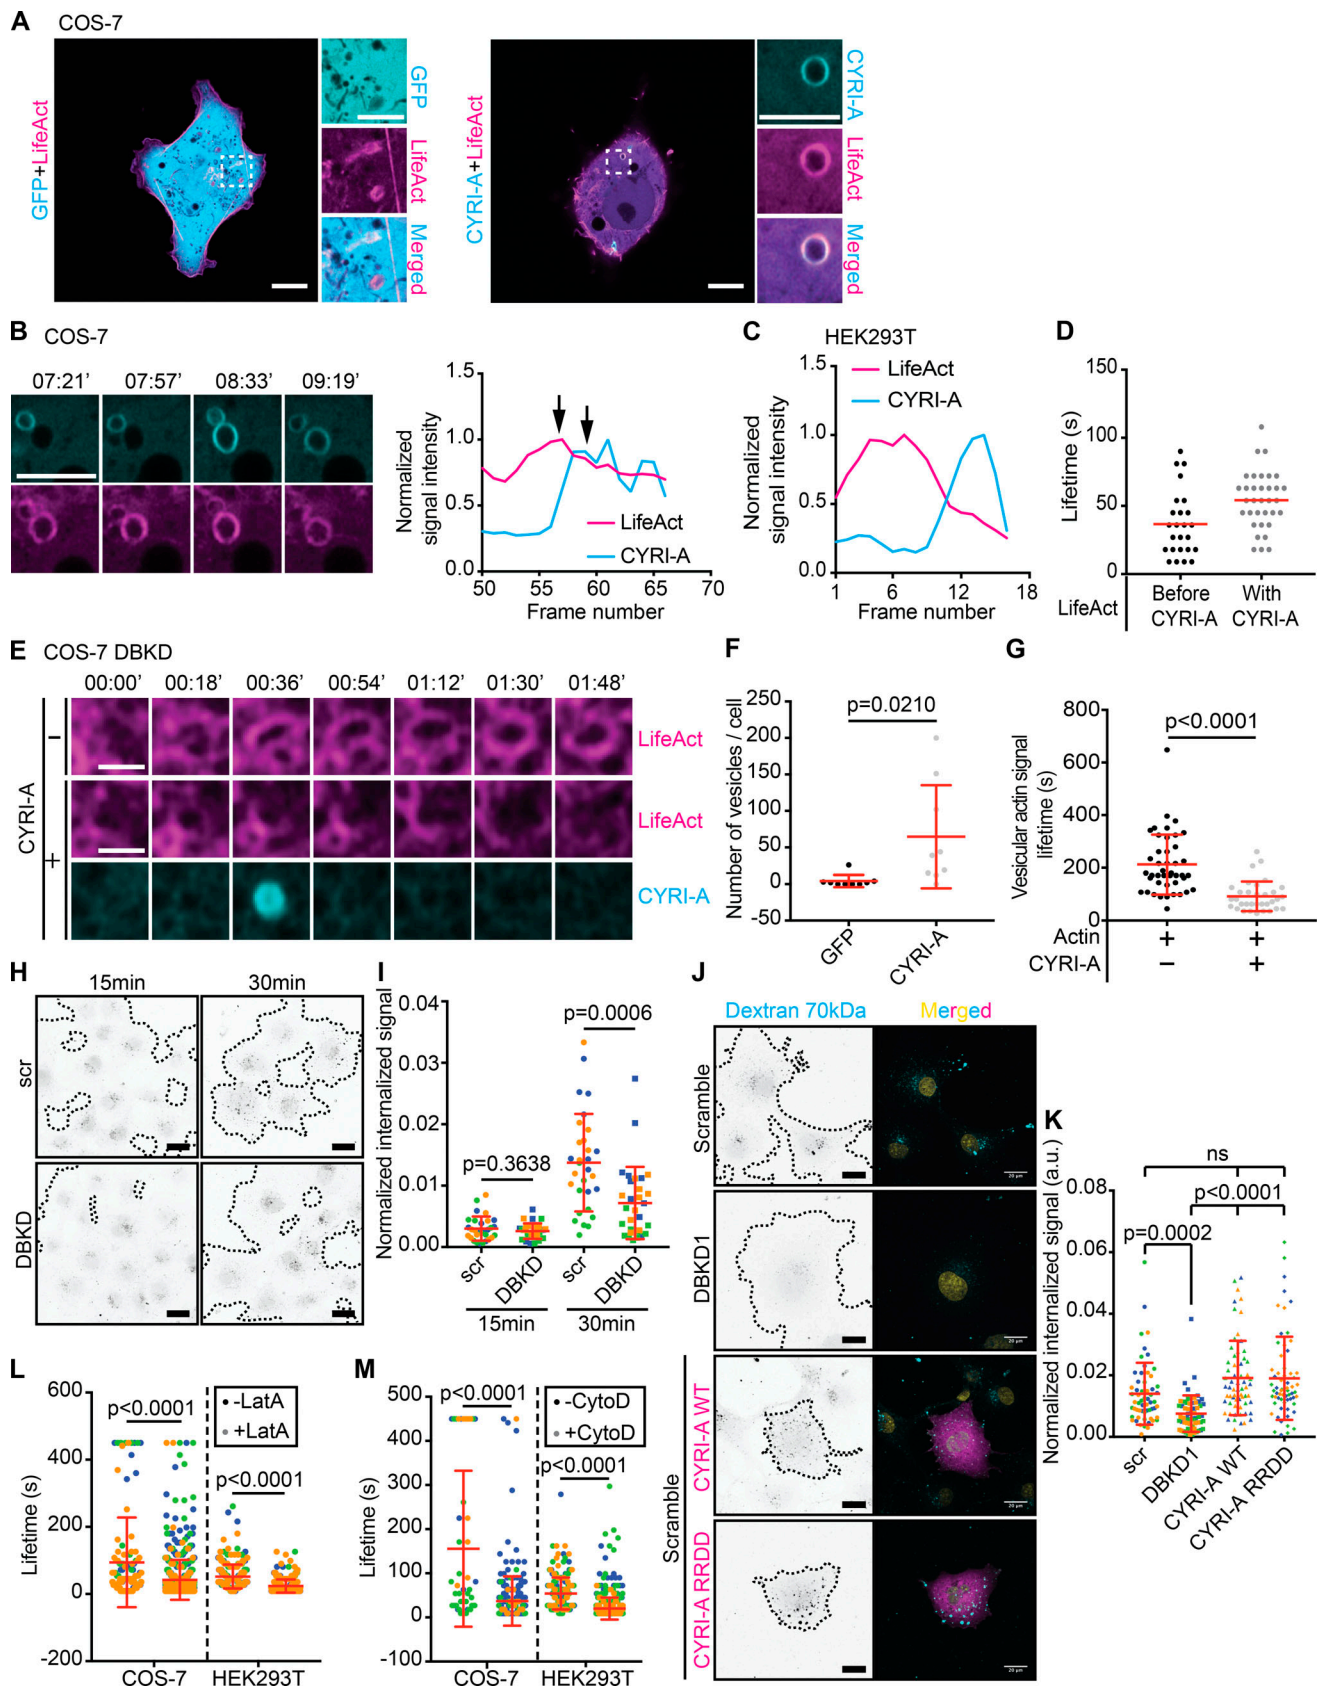 A COS-7
GFP+LifeAct
GFP
LifeAct
Merged
CYRI-A+LifeAct
CYRI-A
LifeAct
Merged
B COS-7
07:21' 07:57' 08:33' 09:19'
Normalized
signal intensity
1.5
1.0
0.5
0.0
50 55 60 65 70
Frame number
LifeAct
CYRI-A
C HEK293T
Normalized
signal intensity
1.5
1.0
0.5
0.0
1 6 12 18
Frame number
LifeAct
CYRI-A
D
Lifetime (s)
150
100
50
0
LifeAct
Before
CYRI-A
With
CYRI-A
E COS-7 DBKD
00:00' 00:18' 00:36' 00:54' 01:12' 01:30' 01:48'
CYRI-A
−
+
LifeAct
LifeAct
CYRI-A
F
Number of vesicles / cell
250
200
150
100
50
0
-50
p=0.0210
GFP
CYRI-A
G
Vesicular actin signal
lifetime (s)
800
600
400
200
0
p<0.0001
Actin + +
CYRI-A − +
H
15min 30min
scr
DBKD
I
Normalized internalized signal
0.04
0.03
0.02
0.01
0.00
p=0.3638
p=0.0006
scr DBKD scr DBKD
15min 30min
J
Dextran 70kDa Merged
Scramble
DBKD1
Scramble
CYRI-A WT
CYRI-A RRDD
20 µm
20 µm
20 µm
20 µm
K
Normalized internalized signal (a.u.)
0.08
0.06
0.04
0.02
0.00
ns
p<0.0001
p=0.0002
scr
DBKD1
CYRI-A WT
CYRI-A RRDD
L
Lifetime (s)
600
400
200
0
-200
p<0.0001
p<0.0001
-LatA
+LatA
COS-7 HEK293T
M
Lifetime (s)
500
400
300
200
100
0
-100
p<0.0001
p<0.0001
-CytoD
+CytoD
COS-7 HEK293T